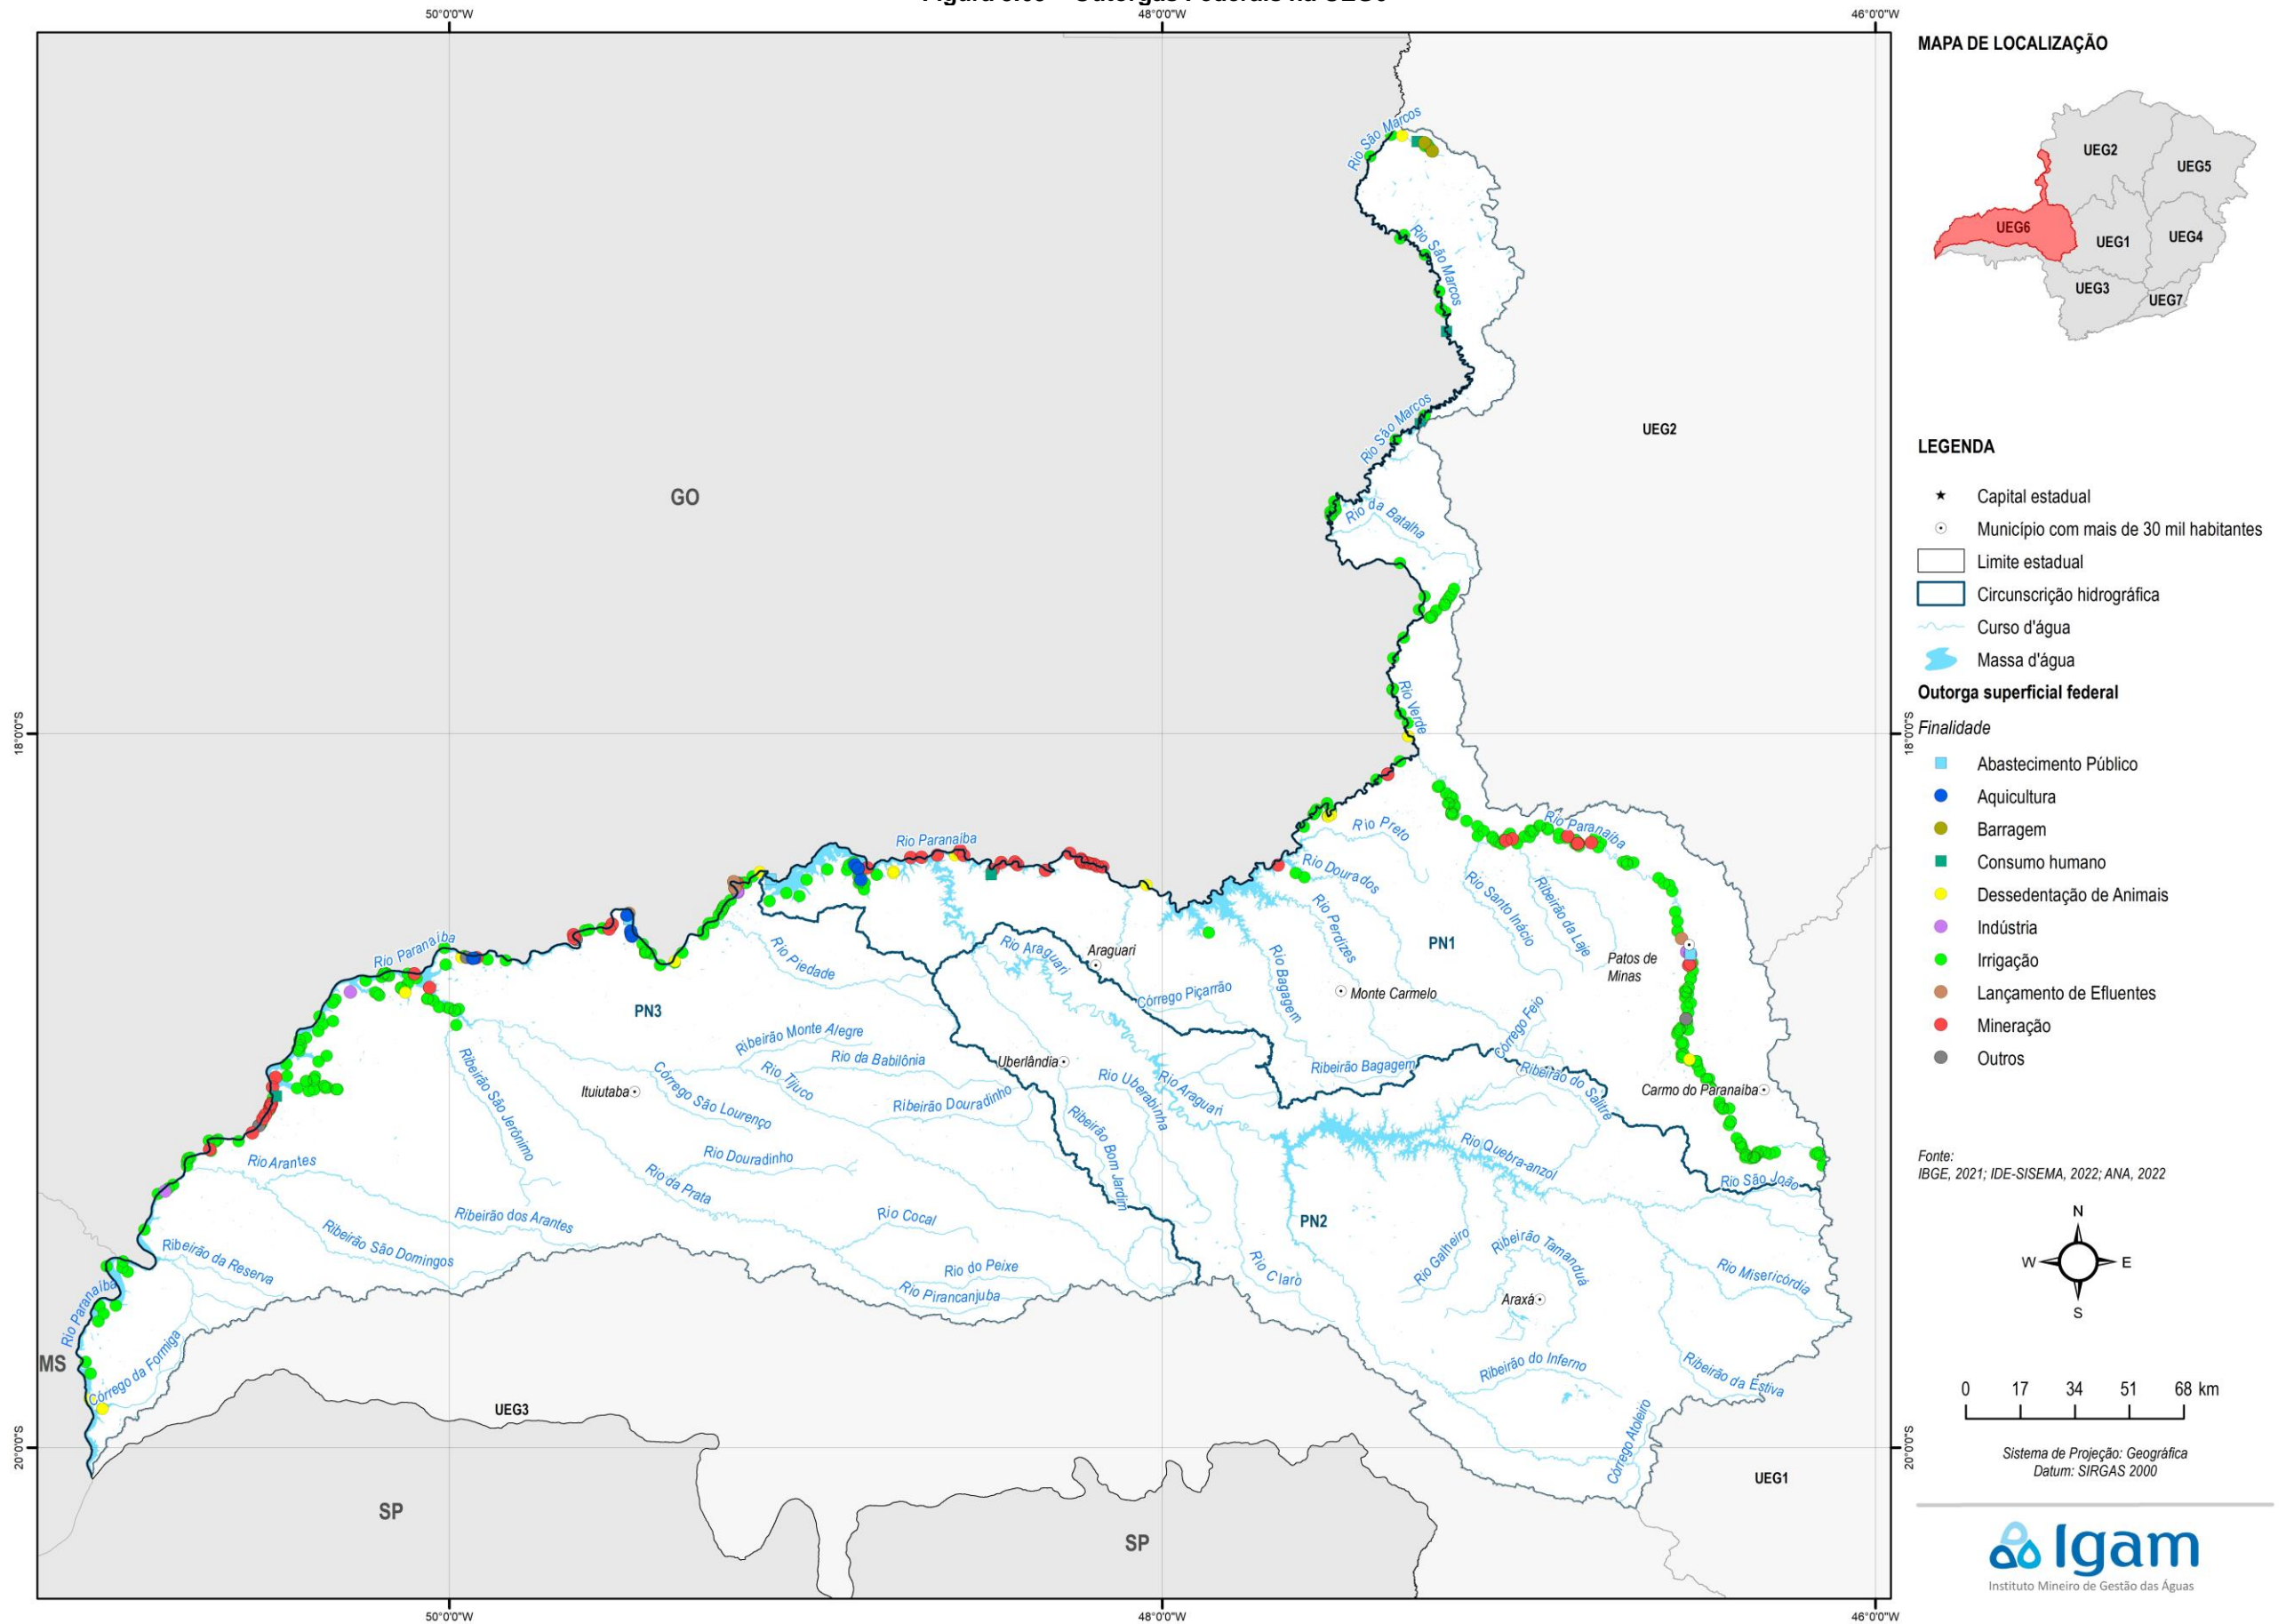 50°0'0"W
48°0'0"W
46°0'0"W
18°0'0"S
20°0'0"S
18°0'0"S
20°0'0"S
50°0'0"W
48°0'0"W
46°0'0"W
GO
MS
SP
SP
UEG2
UEG3
UEG1
PN1
PN2
PN3
Rio São Marcos
Rio São Marcos
Rio São Marcos
Rio da Batalha
Rio Verde
Rio Paranaíba
Rio Preto
Rio Dourados
Rio Perdizes
Rio Santo Inácio
Ribeirão da Laje
Rio Paranaíba
Patos de
Minas
Rio Bagagem
Araguari
Monte Carmelo
Rio Araguari
Córrego Piçarrão
Córrego Feio
Ribeirão Bagagem
Ribeirão do Salitre
Carmo do Paranaíba
Rio Paranaíba
Rio Piedade
Ribeirão Monte Alegre
Rio da Babilônia
Uberlândia
Rio Tijuco
Ribeirão Douradinho
Rio Uberabinha
Rio Araguari
Ribeirão Bom Jardim
Ituiutaba
Córrego São Lourenço
Ribeirão São Jerônimo
Rio Douradinho
Rio da Prata
Rio Arantes
Ribeirão dos Arantes
Ribeirão São Domingos
Ribeirão da Reserva
Rio Cocal
Rio do Peixe
Rio Pirancanjuba
Rio Quebra-anzol
Rio São João
Rio Claro
Rio Galheiro
Ribeirão Tamanduá
Rio Misericórdia
Araxá
Ribeirão do Inferno
Ribeirão da Estiva
Córrego Atoleiro
Rio Paranaíba
Córrego da Formiga
MAPA DE LOCALIZAÇÃO
UEG2
UEG5
UEG6
UEG1
UEG4
UEG3
UEG7
LEGENDA
Capital estadual
Município com mais de 30 mil habitantes
Limite estadual
Circunscrição hidrográfica
Curso d'água
Massa d'água
Outorga superficial federal
Finalidade
Abastecimento Público
Aquicultura
Barragem
Consumo humano
Dessedentação de Animais
Indústria
Irrigação
Lançamento de Efluentes
Mineração
Outros
Fonte:
IBGE, 2021; IDE-SISEMA, 2022; ANA, 2022
N
W E
S
0 17 34 51 68 km
Sistema de Projeção: Geográfica
Datum: SIRGAS 2000
Igam
Instituto Mineiro de Gestão das Águas